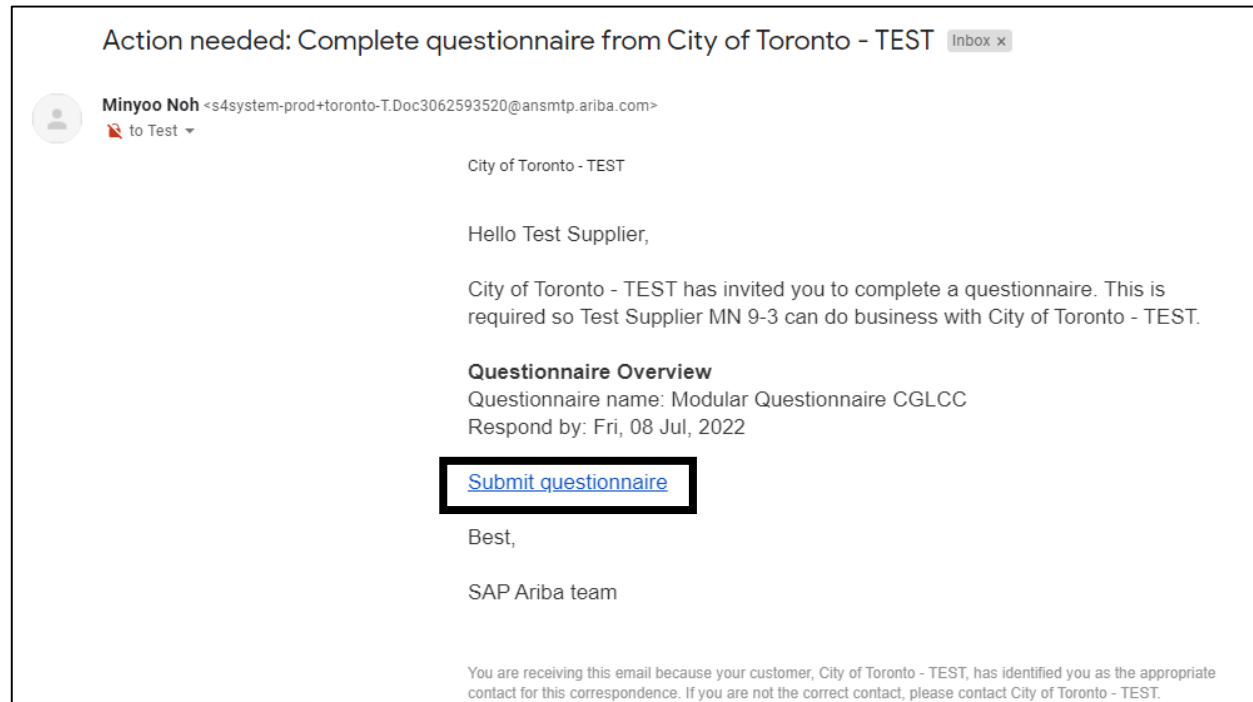 Action needed: Complete questionnaire from City of Toronto - TEST Inbox x
Minyoo Noh <s4system-prod+toronto-T.Doc3062593520@ansmtp.ariba.com>
to Test
City of Toronto - TEST
Hello Test Supplier,
City of Toronto - TEST has invited you to complete a questionnaire. This is
required so Test Supplier MN 9-3 can do business with City of Toronto - TEST.
Questionnaire Overview
Questionnaire name: Modular Questionnaire CGLCC
Respond by: Fri, 08 Jul, 2022
Submit questionnaire
Best,
SAP Ariba team
You are receiving this email because your customer, City of Toronto - TEST, has identified you as the appropriate
contact for this correspondence. If you are not the correct contact, please contact City of Toronto - TEST.